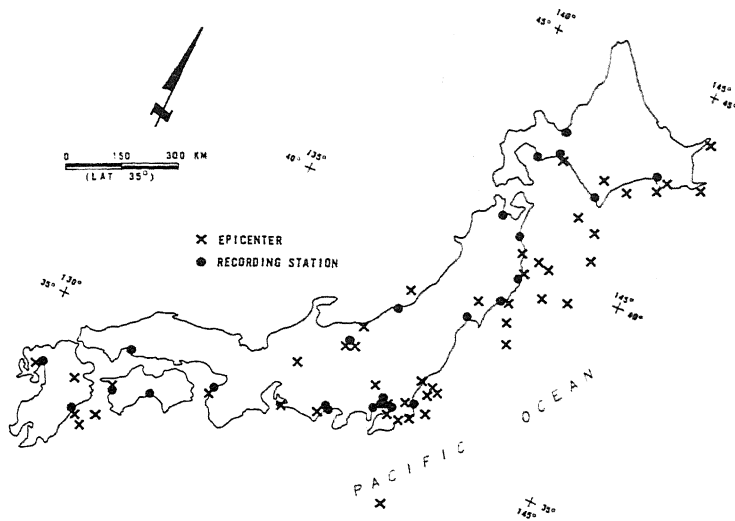 45° 140°
145° 45°
0 150 300 KM
(LAT 35°)
40° 135°
EPICENTER
RECORDING STATION
35° 130°
145° 40°
PACIFIC OCEAN
145° 35°